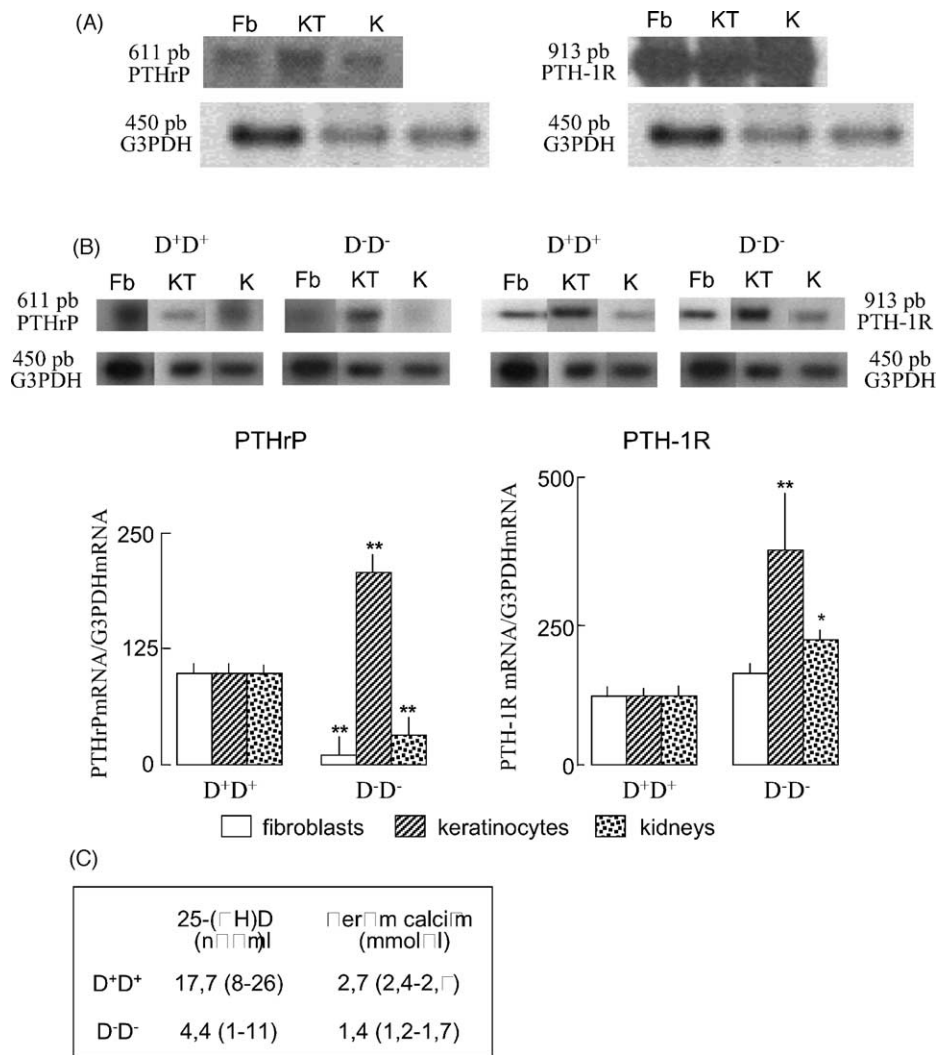 (A)
Fb KT K
611 pb
PTHrP
450 pb
G3PDH
Fb KT K
913 pb
PTH-1R
450 pb
G3PDH
(B)
D⁺D⁺ D⁻D⁻ D⁺D⁺ D⁻D⁻
Fb KT K Fb KT K Fb KT K Fb KT K
611 pb
PTHrP
913 pb
PTH-1R
450 pb
G3PDH
450 pb
G3PDH
PTHrP
PTHrPmRNA/G3PDHmRNA
250
**
125
**
**
0
D⁺D⁺ D⁻D⁻
PTH-1R
PTH-1R mRNA/G3PDHmRNA
500
**
250
*
0
D⁺D⁺ D⁻D⁻
fibroblasts keratinocytes kidneys
(C)
25-(□H)D □er□m calci□m
(n□□ml (mmol□l)
D⁺D⁺ 17,7 (8-26) 2,7 (2,4-2,□)
D⁻D⁻ 4,4 (1-11) 1,4 (1,2-1,7)